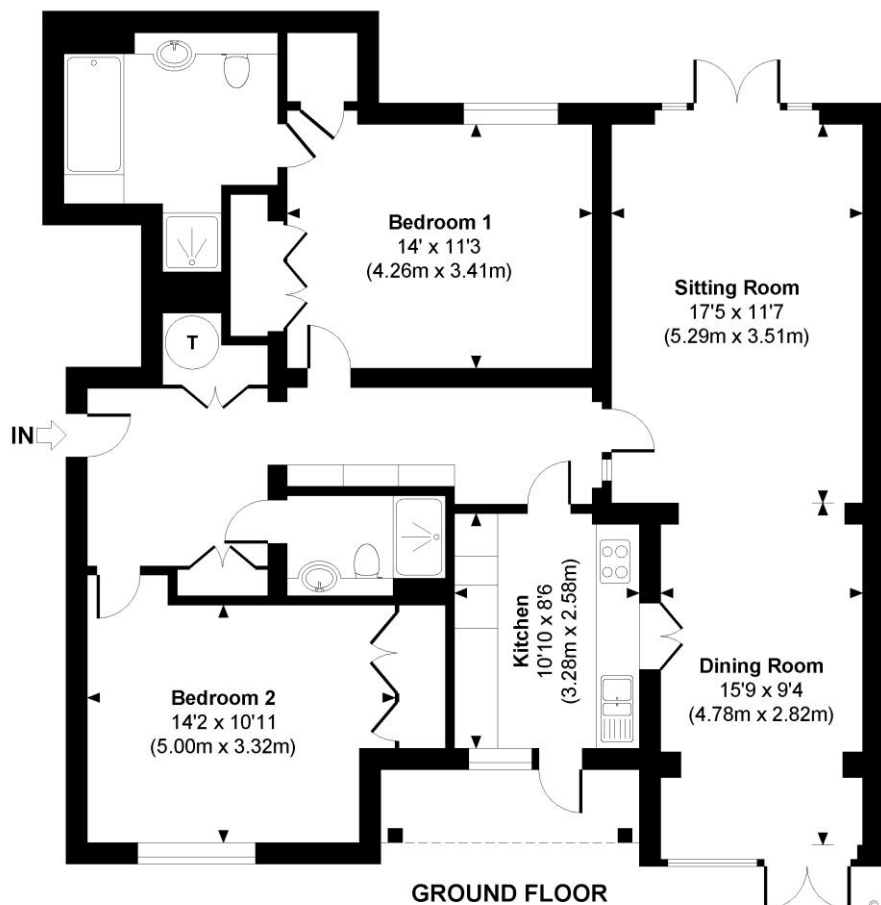 Bedroom 1
14' x 11'3
(4.26m x 3.41m)
Sitting Room
17'5 x 11'7
(5.29m x 3.51m)
T
IN
Kitchen
10'10 x 8'6
(3.28m x 2.58m)
Bedroom 2
14'2 x 10'11
(5.00m x 3.32m)
Dining Room
15'9 x 9'4
(4.78m x 2.82m)
GROUND FLOOR
©